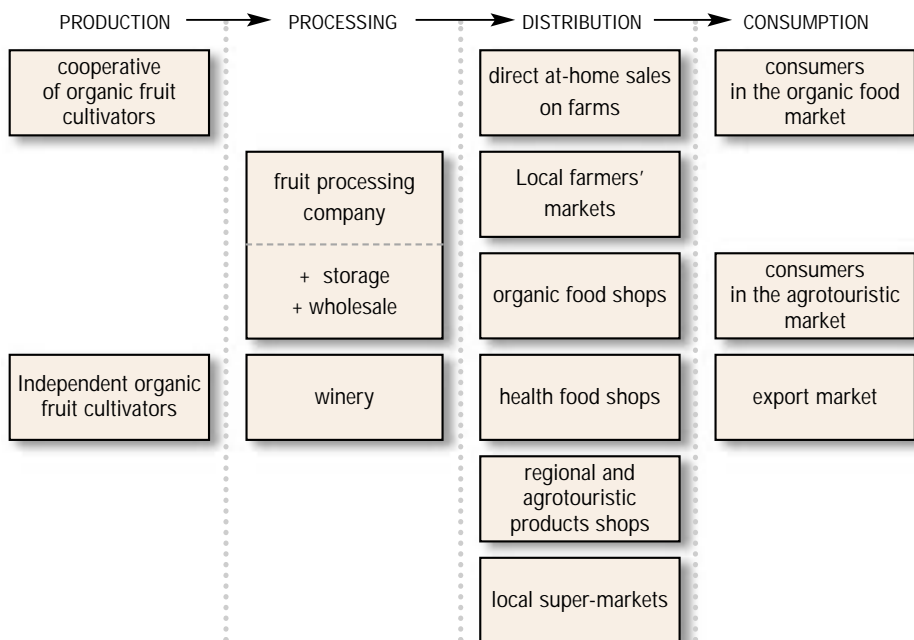 PRODUCTION
PROCESSING
DISTRIBUTION
CONSUMPTION
cooperative
of organic fruit
cultivators
Independent organic
fruit cultivators
fruit processing
company
+ storage
+ wholesale
winery
direct at-home sales
on farms
Local farmers’
markets
organic food shops
health food shops
regional and
agrotouristic
products shops
local super-markets
consumers
in the organic food
market
consumers
in the agrotouristic
market
export market